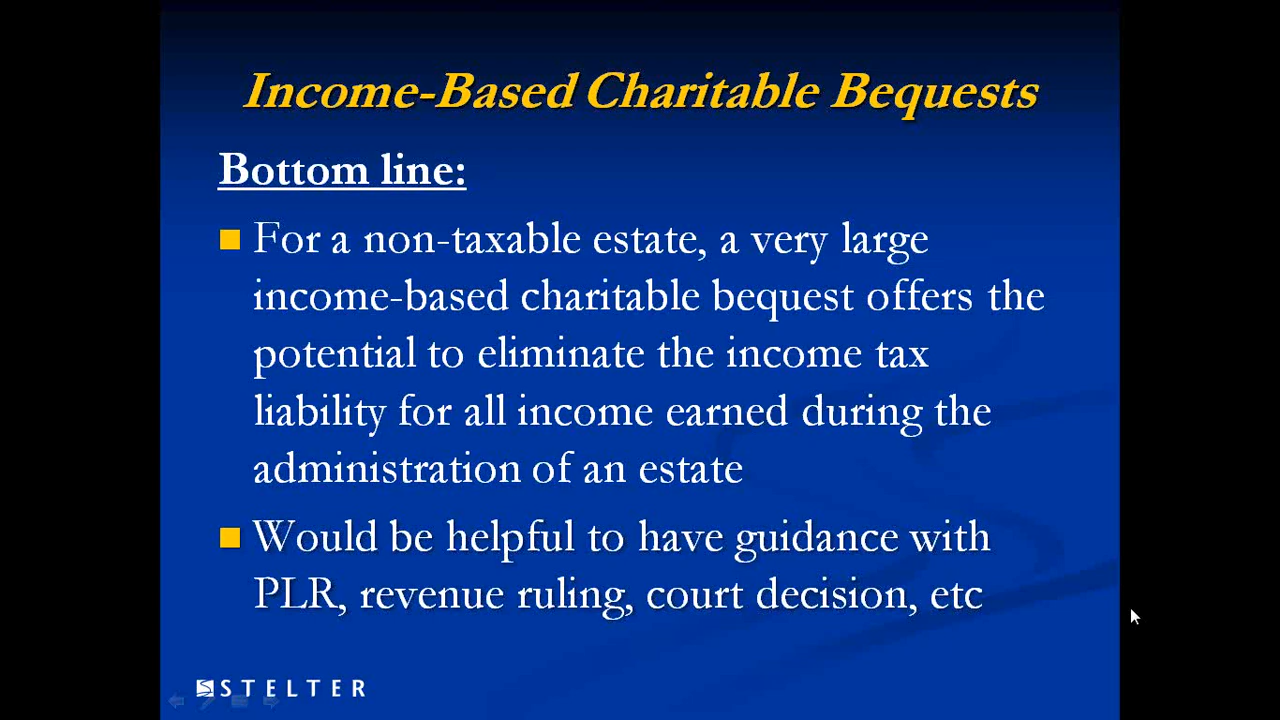 Income-Based Charitable Bequests
Bottom line:
For a non-taxable estate, a very large
income-based charitable bequest offers the
potential to eliminate the income tax
liability for all income earned during the
administration of an estate
Would be helpful to have guidance with
PLR, revenue ruling, court decision, etc
STELTER